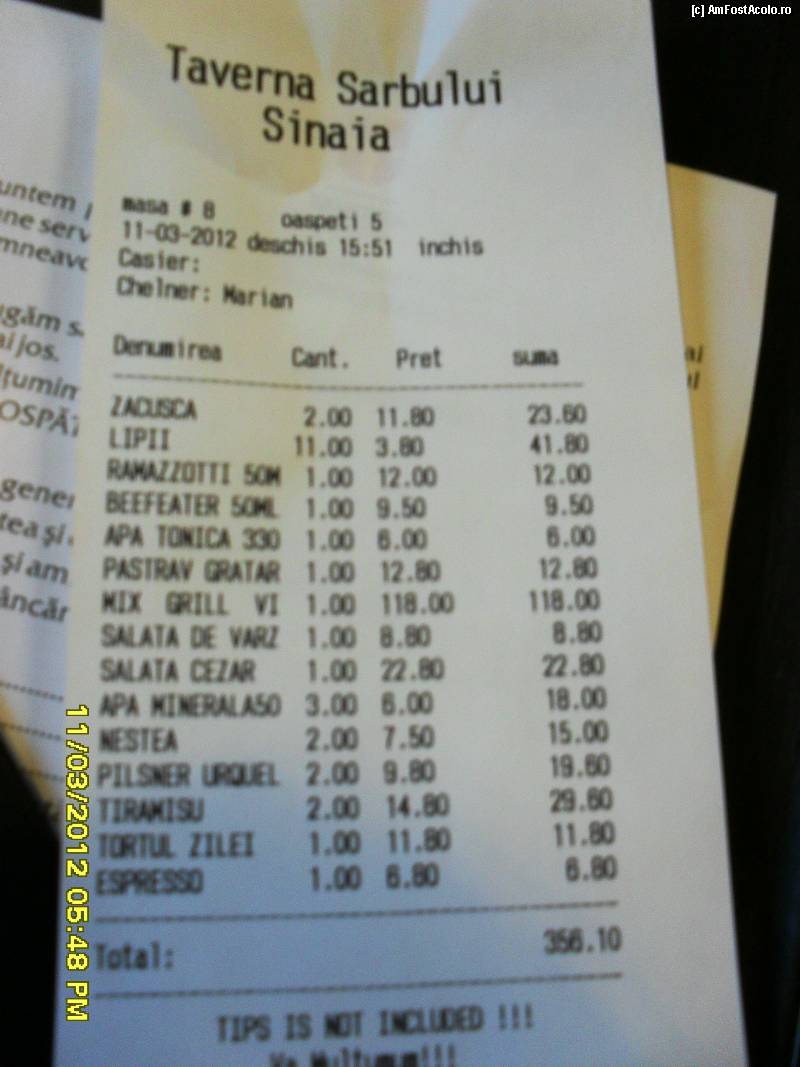 [c] AmFostAcolo.ro
Taverna Sarbului
Sinaia
masa # 8 oaspeti 5
11-03-2012 deschis 15:51 inchis
Casier:
Chelner: Marian
Denumirea Cant. Pret suma
ZACUSCA 2.00 11.80 23.60
LIPII 11.00 3.80 41.80
RAMAZZOTTI 50M 1.00 12.00 12.00
BEEFEATER 50ML 1.00 9.50 9.50
APA TONICA 330 1.00 6.00 6.00
PASTRAV GRATAR 1.00 12.80 12.80
MIX GRILL VI 1.00 118.00 118.00
SALATA DE VARZ 1.00 8.80 8.80
SALATA CEZAR 1.00 22.80 22.80
APA MINERALA50 3.00 6.00 18.00
NESTEA 2.00 7.50 15.00
PILSNER URQUEL 2.00 9.80 19.60
TIRAMISU 2.00 14.80 29.60
TORTUL ZILEI 1.00 11.80 11.80
ESPRESSO 1.00 6.80 6.80
Total: 356.10
TIPS IS NOT INCLUDED !!!
11/03/2012 05:48 PM